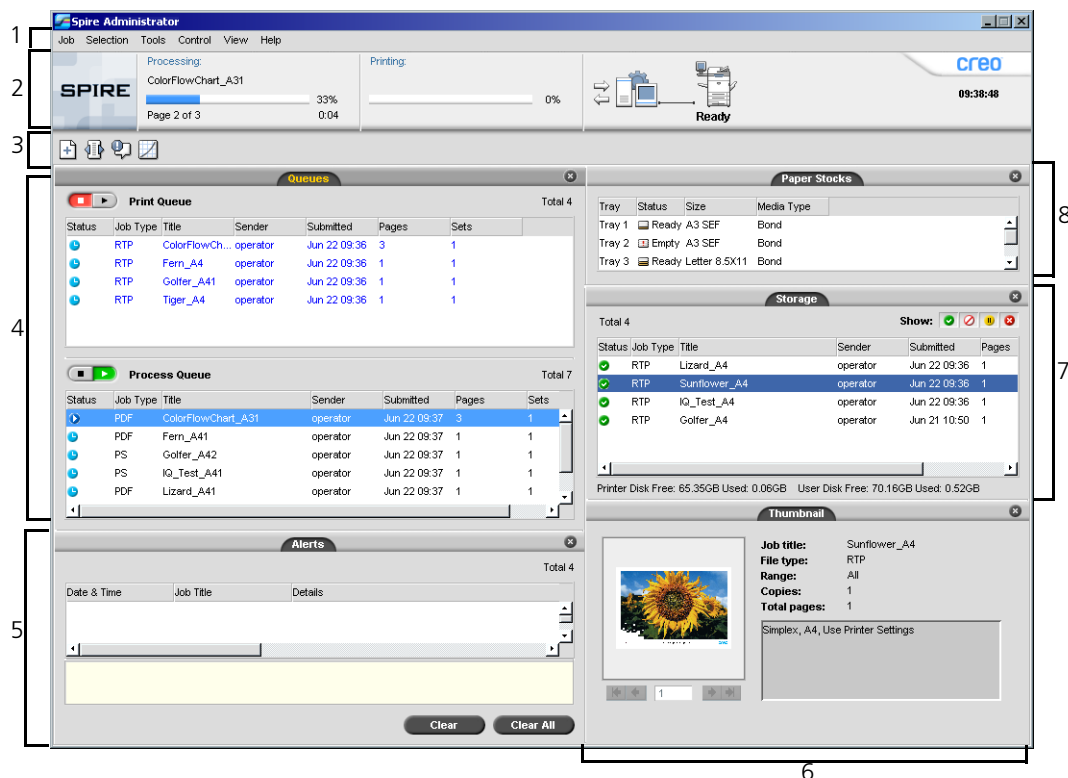 Spire Administrator
1
Job Selection Tools Control View Help
2
SPIRE
Processing:
ColorFlowChart_A31
33%
Page 2 of 3 0:04
Printing:
0%
Ready
creo
09:38:48
3
4
Queues
Print Queue Total 4
Status Job Type Title Sender Submitted Pages Sets
RTP ColorFlowCh... operator Jun 22 09:36 3 1
RTP Fern_A4 operator Jun 22 09:36 1 1
RTP Golfer_A41 operator Jun 22 09:36 1 1
RTP Tiger_A4 operator Jun 22 09:36 1 1
Process Queue Total 7
Status Job Type Title Sender Submitted Pages Sets
PDF ColorFlowChart_A31 operator Jun 22 09:37 3 1
PDF Fern_A41 operator Jun 22 09:37 1 1
PS Golfer_A42 operator Jun 22 09:37 1 1
PS IQ_Test_A41 operator Jun 22 09:37 1 1
PDF Lizard_A41 operator Jun 22 09:37 1 1
5
Alerts
Total 4
Date & Time Job Title Details
Clear Clear All
8
Paper Stocks
Tray Status Size Media Type
Tray 1 Ready A3 SEF Bond
Tray 2 Empty A3 SEF Bond
Tray 3 Ready Letter 8.5X11 Bond
7
Storage
Total 4 Show:
Status Job Type Title Sender Submitted Pages
RTP Lizard_A4 operator Jun 22 09:36 1
RTP Sunflower_A4 operator Jun 22 09:36 1
RTP IQ_Test_A4 operator Jun 22 09:36 1
RTP Golfer_A4 operator Jun 21 10:50 1
Printer Disk Free: 65.35GB Used: 0.06GB User Disk Free: 70.16GB Used: 0.52GB
Thumbnail
Job title: Sunflower_A4
File type: RTP
Range: All
Copies: 1
Total pages: 1
Simplex, A4, Use Printer Settings
1
6